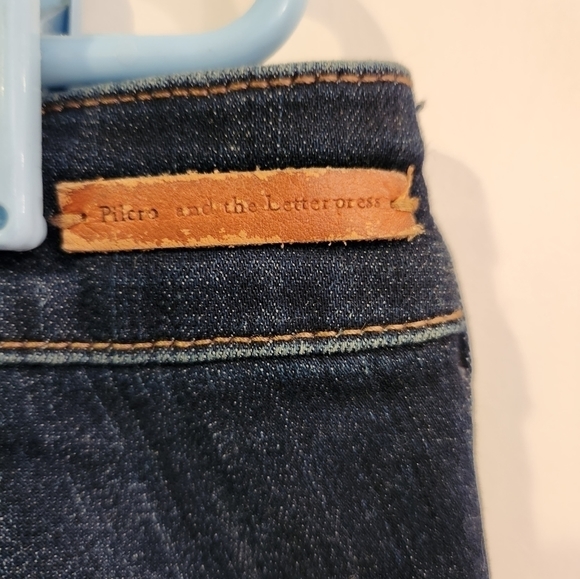 Pilcro and the Letterpress